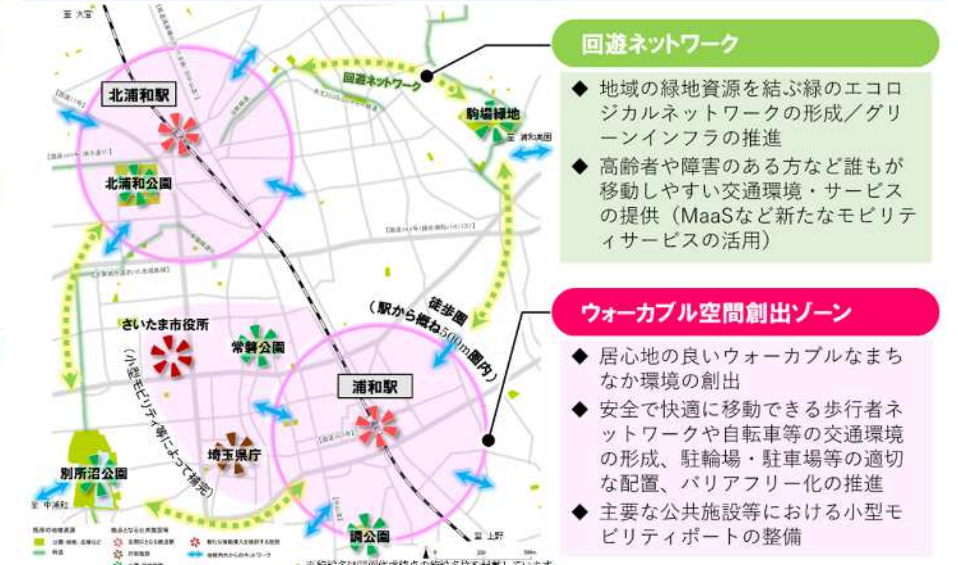 至 大宮
北浦和駅
回遊ネットワーク
駒場緑地
至 浦和美園
北浦和公園
さいたま市役所
常盤公園
徒歩圏
(駅から概ね500m圏内)
浦和駅
(小型モビリティ等によって補完)
埼玉県庁
別所沼公園
至 中浦和
調公園
至 上野
回遊ネットワーク
◆ 地域の緑地資源を結ぶ緑のエコロ
ジカルネットワークの形成/グリ
ーンインフラの推進
◆ 高齢者や障害のある方など誰もが
移動しやすい交通環境・サービス
の提供(MaaSなど新たなモビリテ
ィサービスの活用)
ウォーカブル空間創出ゾーン
◆ 居心地の良いウォーカブルなまち
なか環境の創出
◆ 安全で快適に移動できる歩行者ネ
ットワークや自転車等の交通環境
の形成、駐輪場・駐車場等の適切
な配置、バリアフリー化の推進
◆ 主要な公共施設等における小型モ
ビリティポートの整備